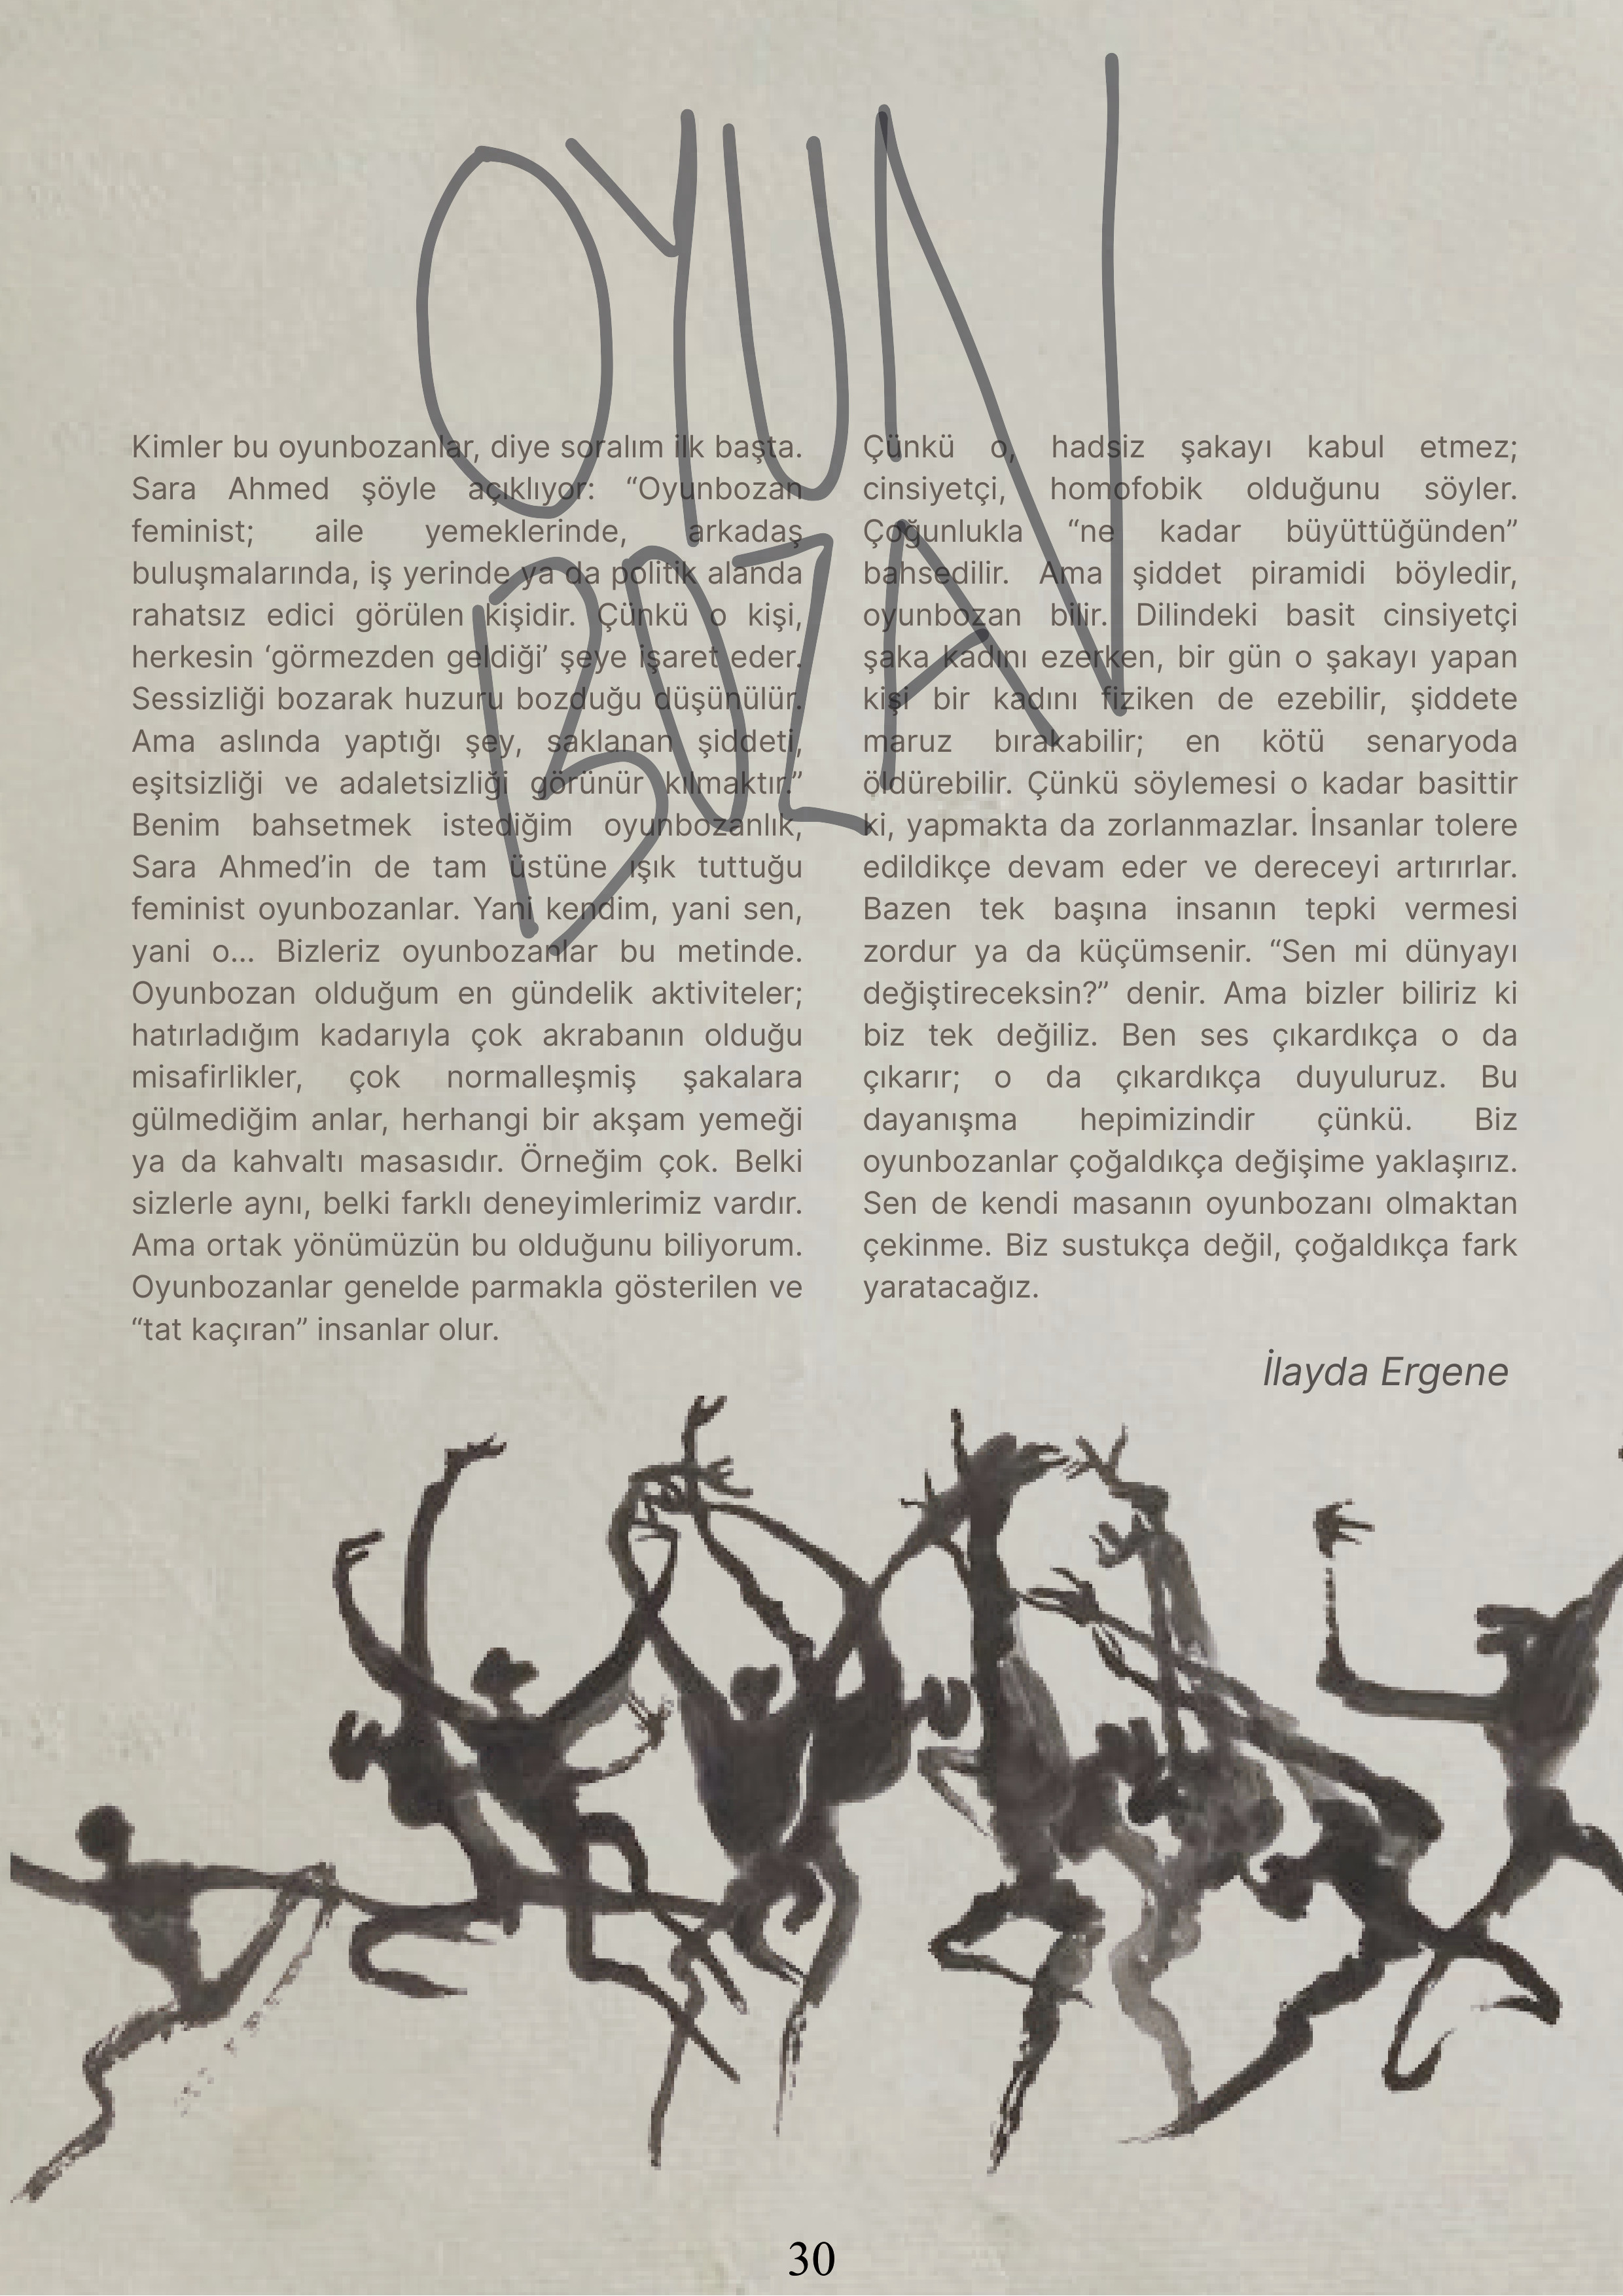 OYUN
BOZAN
Kimler bu oyunbozanlar, diye soralım ilk başta.
Sara Ahmed şöyle açıklıyor: “Oyunbozan
feminist; aile yemeklerinde, arkadaş
buluşmalarında, iş yerinde ya da politik alanda
rahatsız edici görülen kişidir. Çünkü o kişi,
herkesin ‘görmezden geldiği’ şeye işaret eder.
Sessizliği bozarak huzuru bozduğu düşünülür.
Ama aslında yaptığı şey, saklanan şiddeti,
eşitsizliği ve adaletsizliği görünür kılmaktır.”
Benim bahsetmek istediğim oyunbozanlık,
Sara Ahmed’in de tam üstüne ışık tuttuğu
feminist oyunbozanlar. Yani kendim, yani sen,
yani o... Bizleriz oyunbozanlar bu metinde.
Oyunbozan olduğum en gündelik aktiviteler;
hatırladığım kadarıyla çok akrabanın olduğu
misafirlikler, çok normalleşmiş şakalara
gülmediğim anlar, herhangi bir akşam yemeği
ya da kahvaltı masasıdır. Örneğim çok. Belki
sizlerle aynı, belki farklı deneyimlerimiz vardır.
Ama ortak yönümüzün bu olduğunu biliyorum.
Oyunbozanlar genelde parmakla gösterilen ve
“tat kaçıran” insanlar olur.
Çünkü o, hadsiz şakayı kabul etmez;
cinsiyetçi, homofobik olduğunu söyler.
Çoğunlukla “ne kadar büyüttüğünden”
bahsedilir. Ama şiddet piramidi böyledir,
oyunbozan bilir. Dilindeki basit cinsiyetçi
şaka kadını ezerken, bir gün o şakayı yapan
kişi bir kadını fiziken de ezebilir, şiddete
maruz bırakabilir; en kötü senaryoda
öldürebilir. Çünkü söylemesi o kadar basittir
ki, yapmakta da zorlanmazlar. İnsanlar tolere
edildikçe devam eder ve dereceyi artırırlar.
Bazen tek başına insanın tepki vermesi
zordur ya da küçümsenir. “Sen mi dünyayı
değiştireceksin?” denir. Ama bizler biliriz ki
biz tek değiliz. Ben ses çıkardıkça o da
çıkarır; o da çıkardıkça duyuluruz. Bu
dayanışma hepimizindir çünkü. Biz
oyunbozanlar çoğaldıkça değişime yaklaşırız.
Sen de kendi masanın oyunbozanı olmaktan
çekinme. Biz sustukça değil, çoğaldıkça fark
yaratacağız.
İlayda Ergene
30